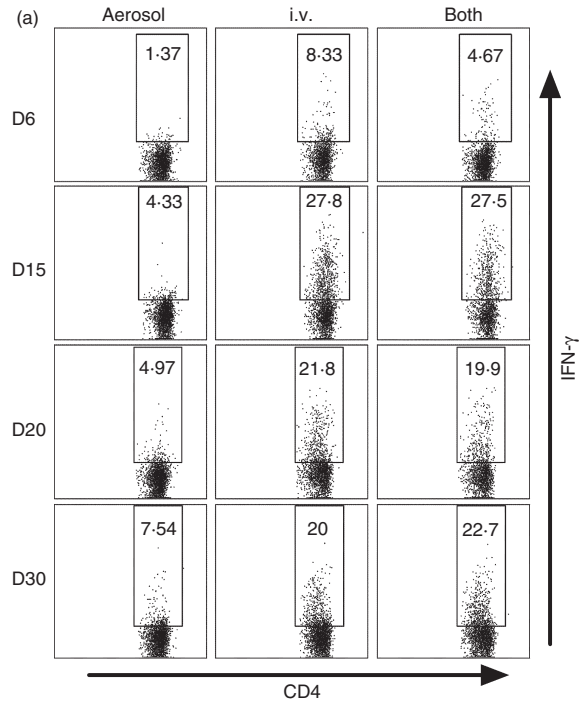 (a)
Aerosol i.v. Both
D6 1·37 8·33 4·67
D15 4·33 27·8 27·5
D20 4·97 21·8 19·9
D30 7·54 20 22·7
IFN-γ
CD4